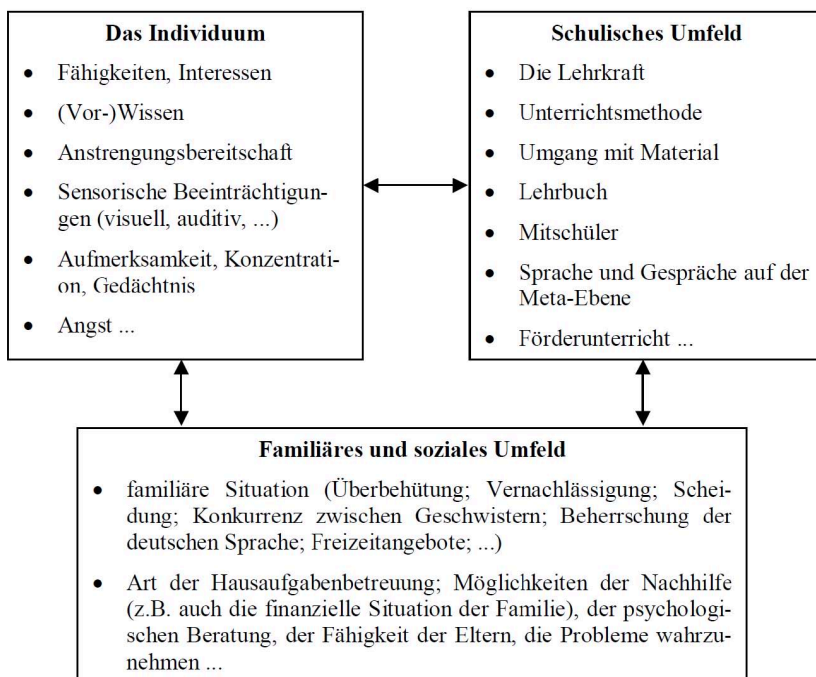 Das Individuum
• Fähigkeiten, Interessen
• (Vor-)Wissen
• Anstrengungsbereitschaft
• Sensorische Beeinträchtigun-
gen (visuell, auditiv, ...)
• Aufmerksamkeit, Konzentrati-
on, Gedächtnis
• Angst ...
Schulisches Umfeld
• Die Lehrkraft
• Unterrichtsmethode
• Umgang mit Material
• Lehrbuch
• Mitschüler
• Sprache und Gespräche auf der
Meta-Ebene
• Förderunterricht ...
Familiäres und soziales Umfeld
• familiäre Situation (Überbehütung; Vernachlässigung; Schei-
dung; Konkurrenz zwischen Geschwistern; Beherrschung der
deutschen Sprache; Freizeitangebote; ...)
• Art der Hausaufgabenbetreuung; Möglichkeiten der Nachhilfe
(z.B. auch die finanzielle Situation der Familie), der psychologi-
schen Beratung, der Fähigkeit der Eltern, die Probleme wahrzu-
nehmen ...